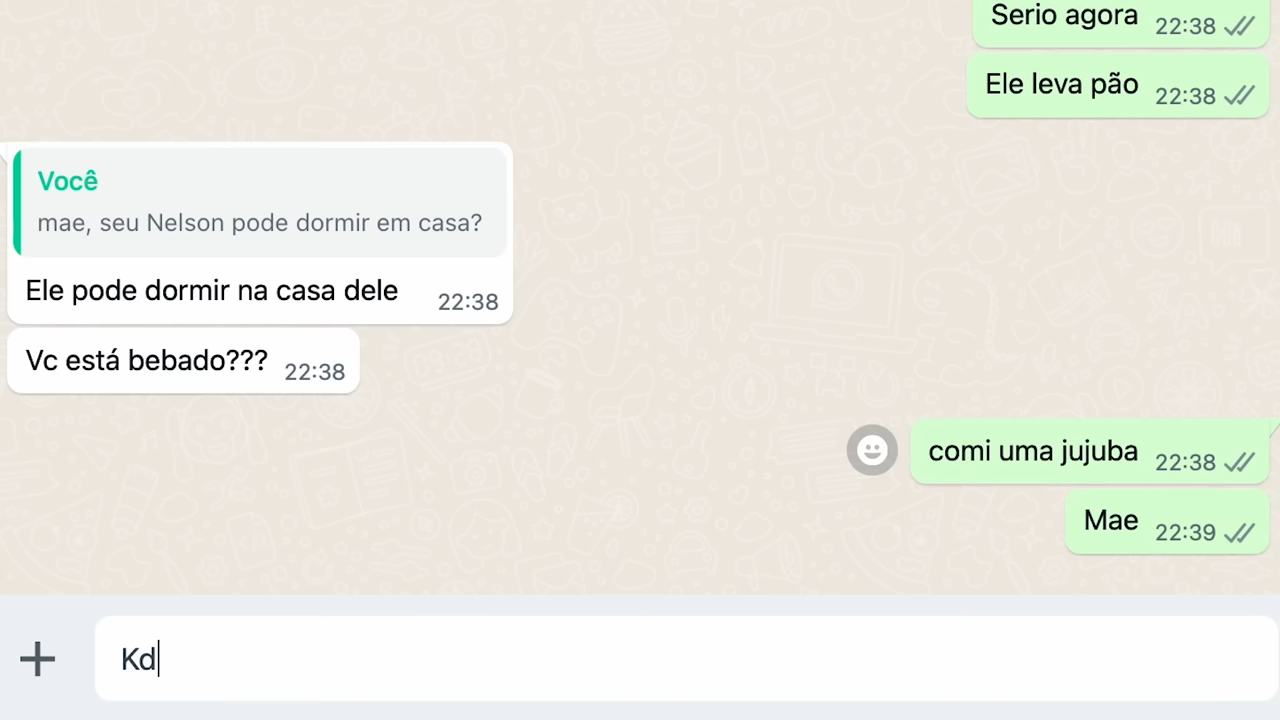 Serio agora 22:38
Ele leva pão 22:38
Você
mae, seu Nelson pode dormir em casa?
Ele pode dormir na casa dele 22:38
Vc está bebado??? 22:38
comi uma jujuba 22:38
Mae 22:39
Kd